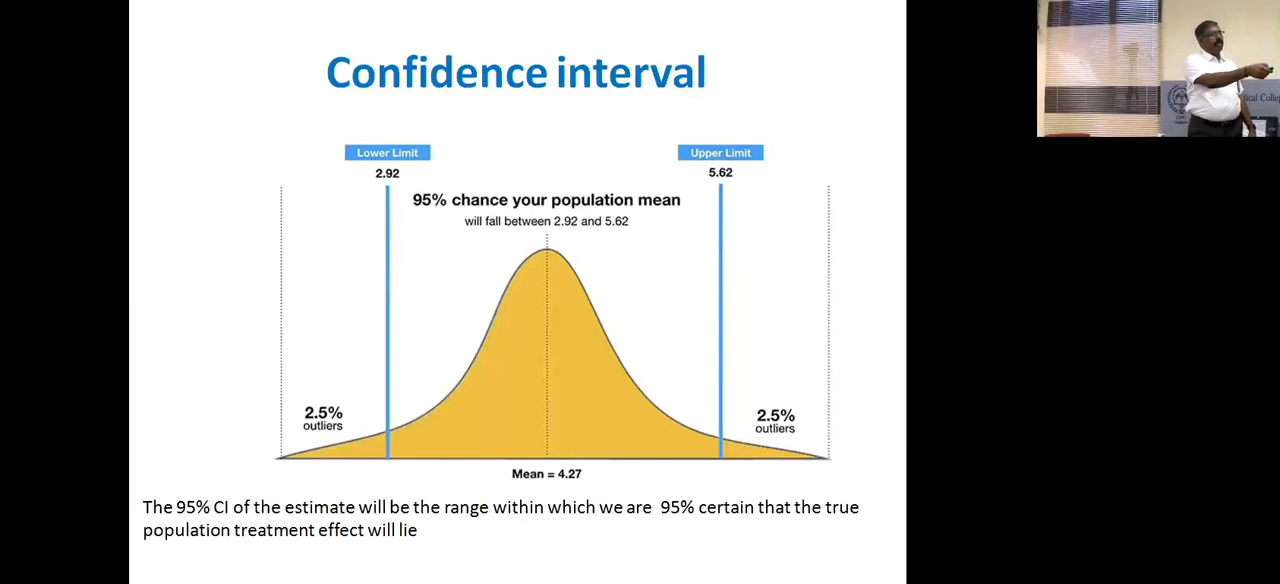 Confidence interval
Lower Limit
Upper Limit
2.92
5.62
95% chance your population mean
will fall between 2.92 and 5.62
2.5%
outliers
2.5%
outliers
Mean = 4.27
The 95% CI of the estimate will be the range within which we are 95% certain that the true
population treatment effect will lie